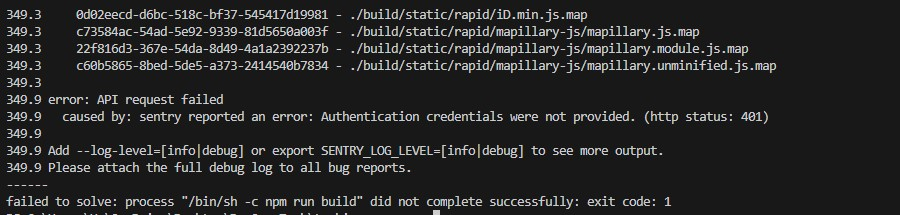 349.3 0d02eecd-d6bc-518c-bf37-545417d19981 - ./build/static/rapid/iD.min.js.map
349.3 c73584ac-54ad-5e92-9339-81d5650a003f - ./build/static/rapid/mapillary-js/mapillary.js.map
349.3 22f816d3-367e-54da-8d49-4a1a2392237b - ./build/static/rapid/mapillary-js/mapillary.module.js.map
349.3 c60b5865-8bed-5de5-a373-2414540b7834 - ./build/static/rapid/mapillary-js/mapillary.unminified.js.map
349.3
349.9 error: API request failed
349.9 caused by: sentry reported an error: Authentication credentials were not provided. (http status: 401)
349.9
349.9 Add --log-level=[info|debug] or export SENTRY_LOG_LEVEL=[info|debug] to see more output.
349.9 Please attach the full debug log to all bug reports.
------
failed to solve: process "/bin/sh -c npm run build" did not complete successfully: exit code: 1